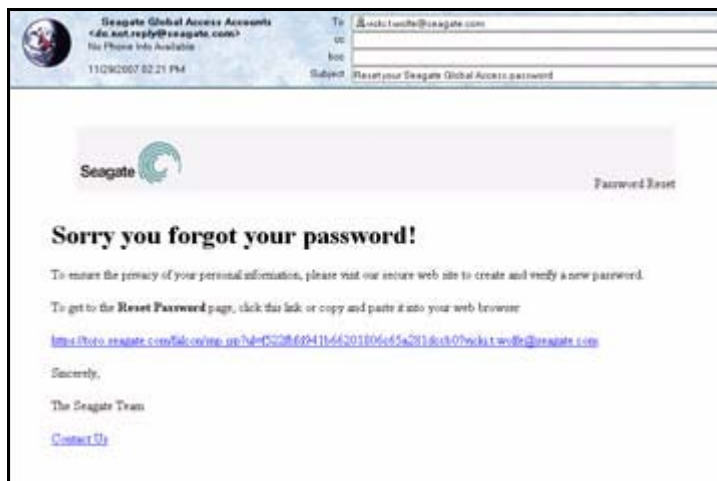 Seagate Global Access Accounts
<do.not.reply@seagate.com>
No Phone Info Available
11/29/2007 02:21 PM
To vicki.t.wolfe@seagate.com
cc
bcc
Subject Reset your Seagate Global Access password
Seagate
Password Reset
Sorry you forgot your password!
To ensure the privacy of your personal information, please visit our secure web site to create and verify a new password.
To get to the Reset Password page, click this link or copy and paste it into your web browser
Sincerely,
The Seagate Team
Contact Us